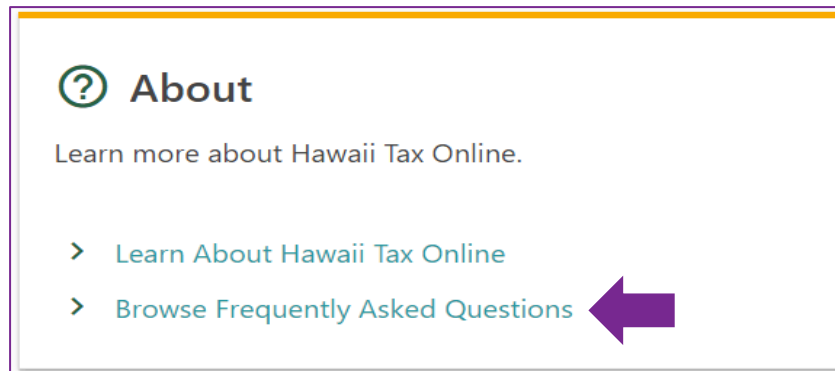 About
Learn more about Hawaii Tax Online.
Learn About Hawaii Tax Online
Browse Frequently Asked Questions